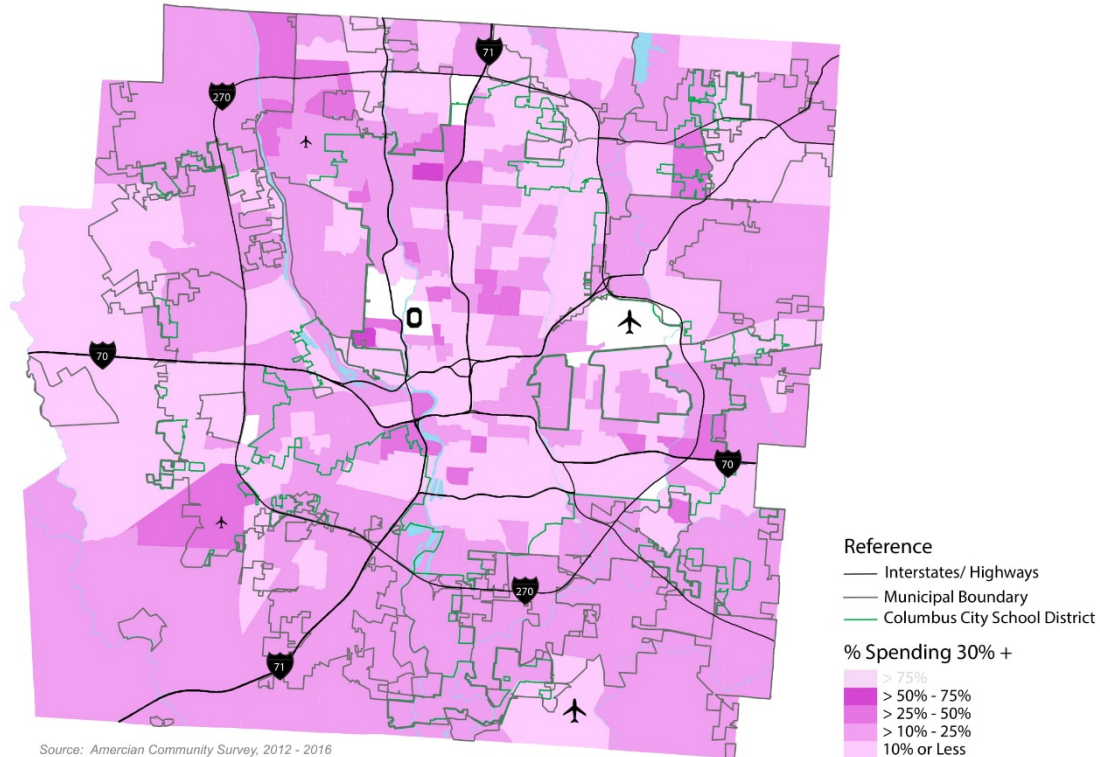 71
270
70
70
270
71
Reference
Interstates/ Highways
Municipal Boundary
Columbus City School District
% Spending 30% +
> 75%
> 50% - 75%
> 25% - 50%
> 10% - 25%
10% or Less
Source: Amercian Community Survey, 2012 - 2016